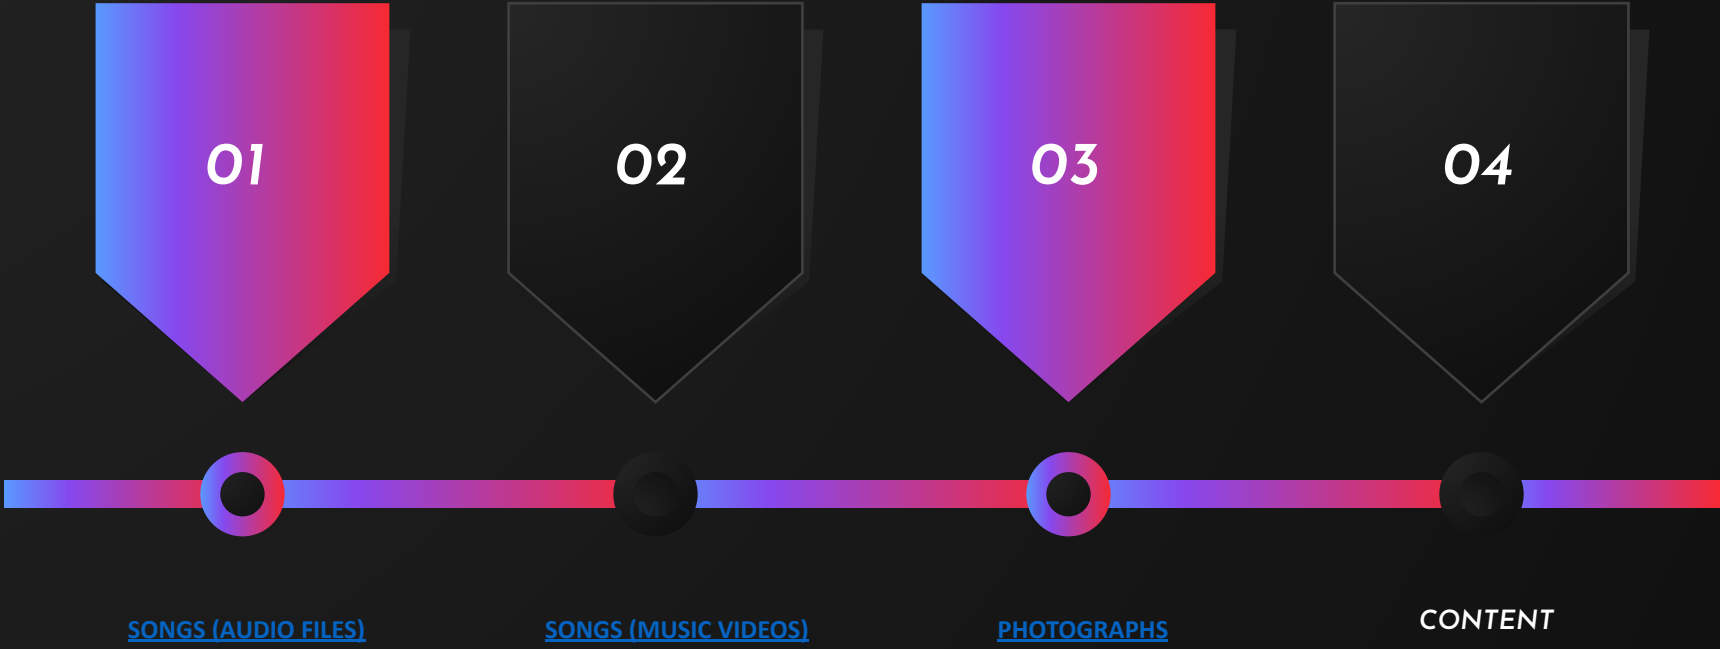 01
02
03
04
SONGS (AUDIO FILES)
SONGS (MUSIC VIDEOS)
PHOTOGRAPHS
CONTENT